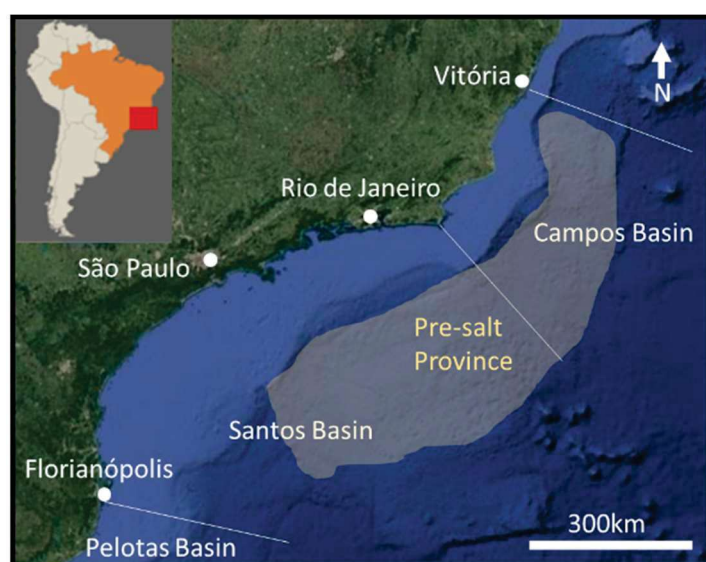 Vitória
N
Rio de Janeiro
Campos Basin
São Paulo
Pre-salt
Province
Santos Basin
Florianópolis
300km
Pelotas Basin